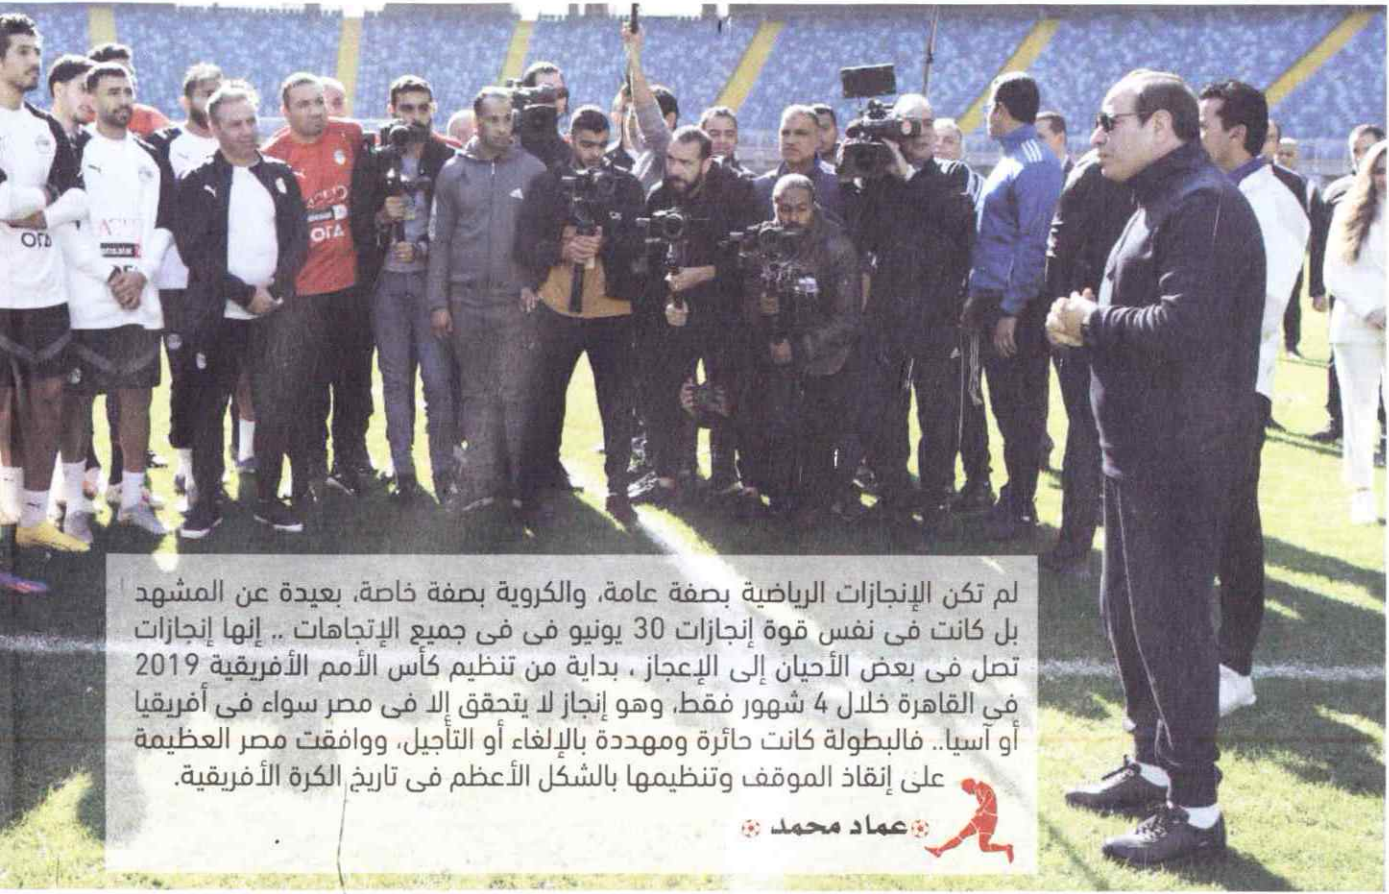 لم تكن الإنجازات الرياضية بصفة عامة، والكروية بصفة خاصة، بعيدة عن المشهد
بل كانت فى نفس قوة إنجازات 30 يونيو فى فى جميع الإتجاهات .. إنها إنجازات
تصل فى بعض الأحيان إلى الإعجاز ، بداية من تنظيم كأس الأمم الأفريقية 2019
فى القاهرة خلال 4 شهور فقط، وهو إنجاز لا يتحقق إلا فى مصر سواء فى أفريقيا
أو آسيا.. فالبطولة كانت حائرة ومهددة بالإلغاء أو التأجيل، ووافقت مصر العظيمة
على إنقاذ الموقف وتنظيمها بالشكل الأعظم فى تاريخ الكرة الأفريقية.
عماد محمد